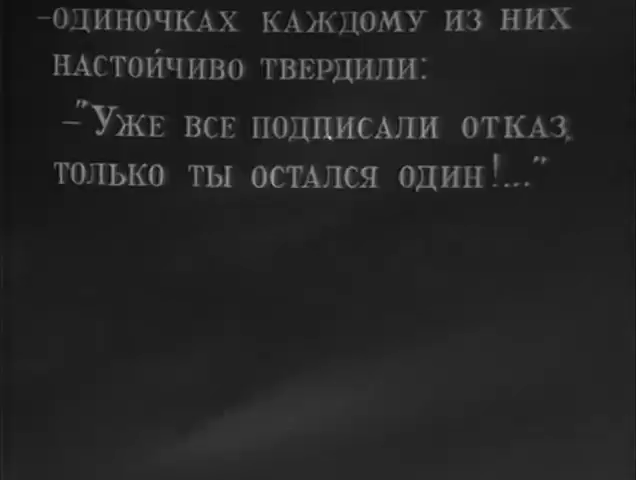 -ОДИНОЧКАХ КАЖДОМУ ИЗ НИХ
НАСТОЙЧИВО ТВЕРДИЛИ:
–"УЖЕ ВСЕ ПОДПИСАЛИ ОТКАЗ,
ТОЛЬКО ТЫ ОСТАЛСЯ ОДИН!..."